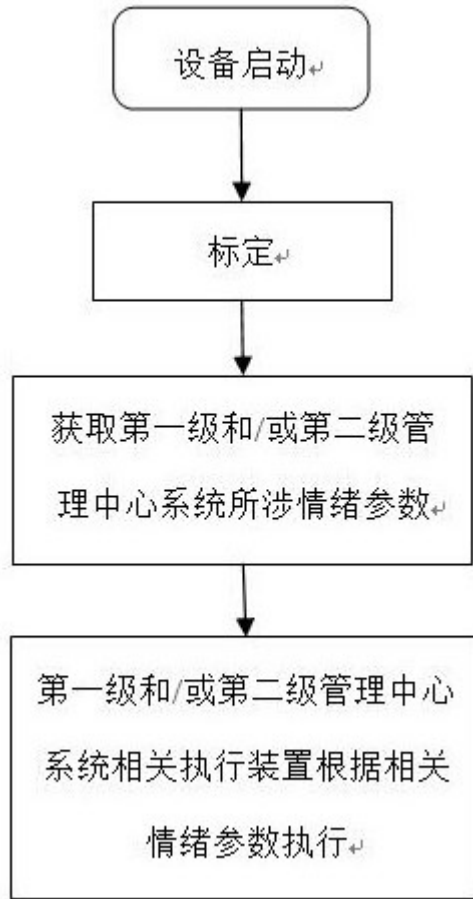 设备启动
标定
获取第一级和/或第二级管
理中心系统所涉情绪参数
第一级和/或第二级管理中心
系统相关执行装置根据相关
情绪参数执行